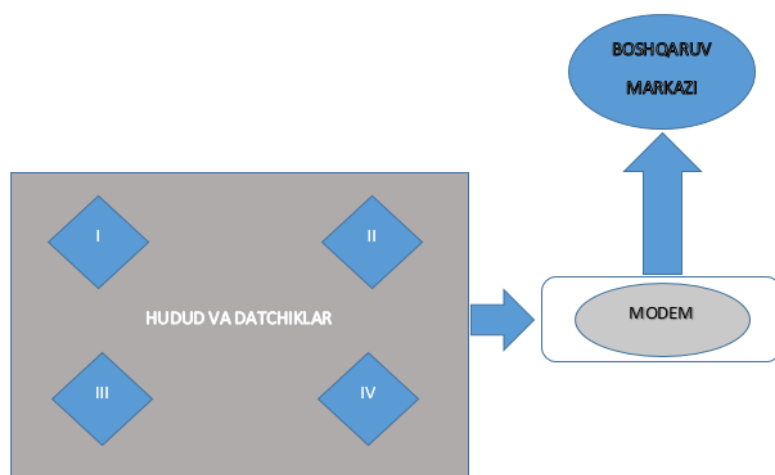 BOSHQARUV
MARKAZI
I
II
HUDUD VA DATCHIKLAR
MODEM
III
IV